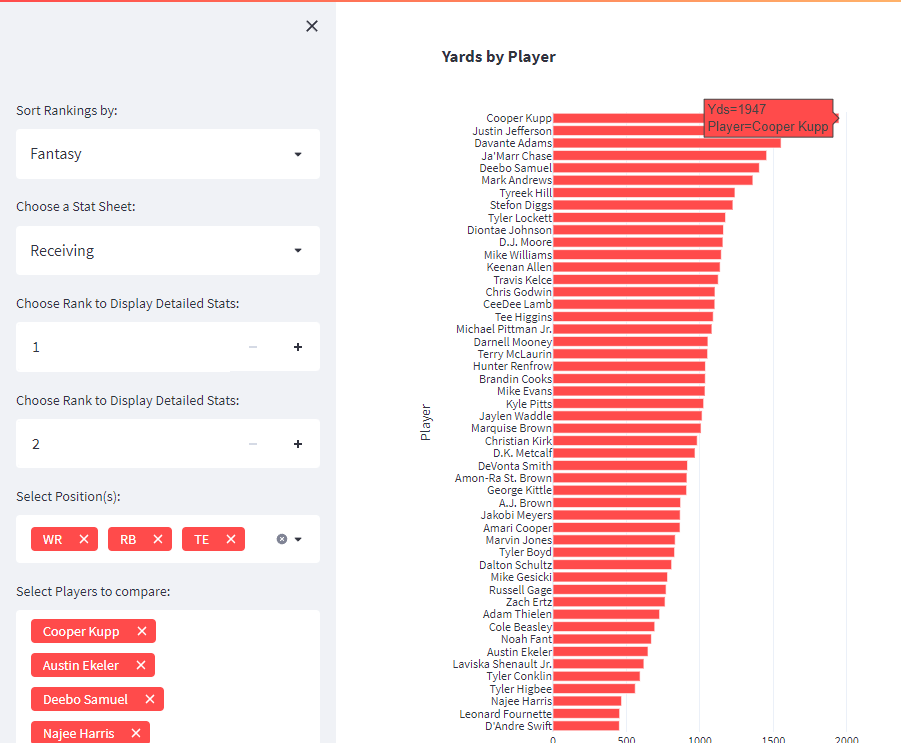 Sort Rankings by:
Fantasy
Choose a Stat Sheet:
Receiving
Choose Rank to Display Detailed Stats:
1
Choose Rank to Display Detailed Stats:
2
Select Position(s):
WR RB TE
Select Players to compare:
Cooper Kupp
Austin Ekeler
Deebo Samuel
Najee Harris
Yards by Player
Yds=1947
Player=Cooper Kupp
Player
Cooper Kupp
Justin Jefferson
Davante Adams
Ja'Marr Chase
Deebo Samuel
Mark Andrews
Tyreek Hill
Stefon Diggs
Tyler Lockett
Diontae Johnson
D.J. Moore
Mike Williams
Keenan Allen
Travis Kelce
Chris Godwin
CeeDee Lamb
Tee Higgins
Michael Pittman Jr.
Darnell Mooney
Terry McLaurin
Hunter Renfrow
Brandin Cooks
Mike Evans
Kyle Pitts
Jaylen Waddle
Marquise Brown
Christian Kirk
D.K. Metcalf
DeVonta Smith
Amon-Ra St. Brown
George Kittle
A.J. Brown
Jakobi Meyers
Amari Cooper
Marvin Jones
Tyler Boyd
Dalton Schultz
Mike Gesicki
Russell Gage
Zach Ertz
Adam Thielen
Cole Beasley
Noah Fant
Austin Ekeler
Laviska Shenault Jr.
Tyler Conklin
Tyler Higbee
Najee Harris
Leonard Fournette
D'Andre Swift
0 500 1000 1500 2000